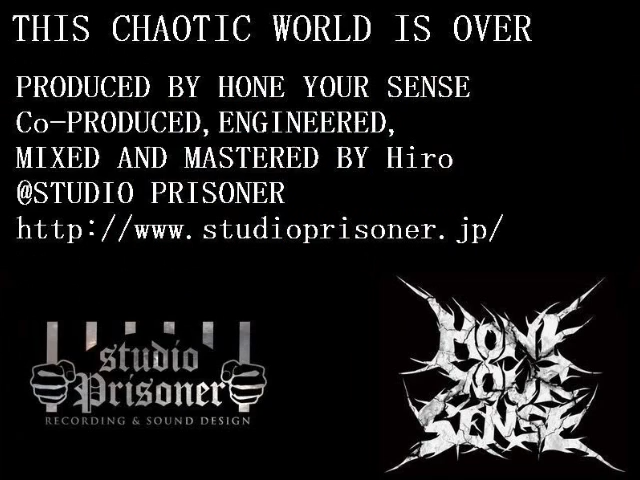 THIS CHAOTIC WORLD IS OVER
PRODUCED BY HONE YOUR SENSE
Co-PRODUCED,ENGINEERED,
MIXED AND MASTERED BY Hiro
@STUDIO PRISONER
http://www.studioprisoner.jp/
studio
Prisoner
RECORDING & SOUND DESIGN
HONE
YOUR
SENSE